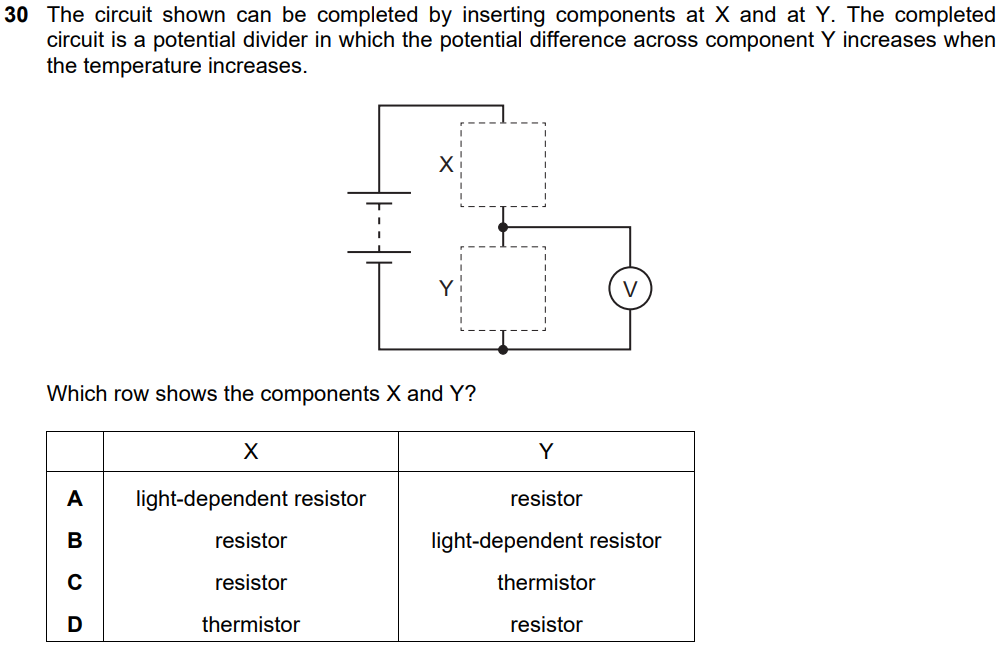 30 The circuit shown can be completed by inserting components at X and at Y. The completed
circuit is a potential divider in which the potential difference across component Y increases when
the temperature increases.
X
Y
V
Which row shows the components X and Y?
X Y
A light-dependent resistor resistor
B resistor light-dependent resistor
C resistor thermistor
D thermistor resistor